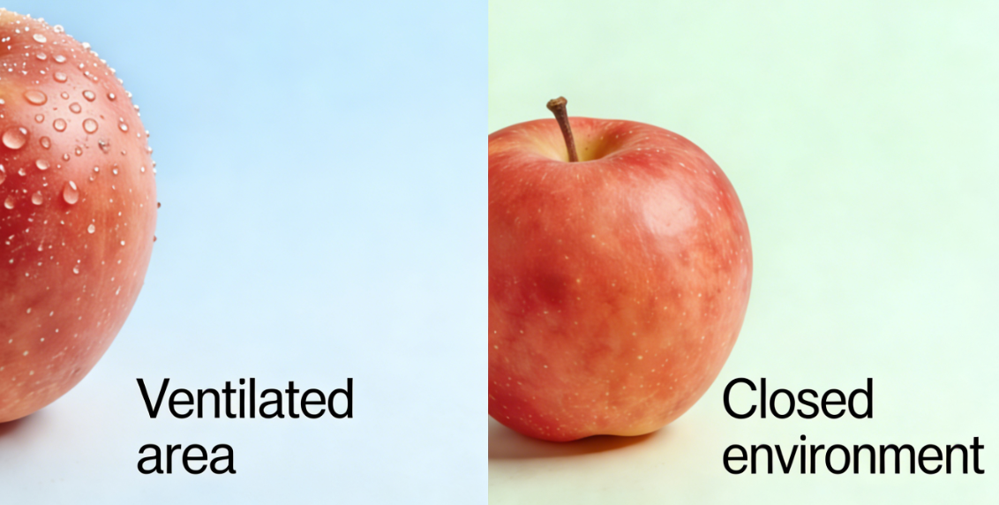 Ventilated
area
Closed
environment